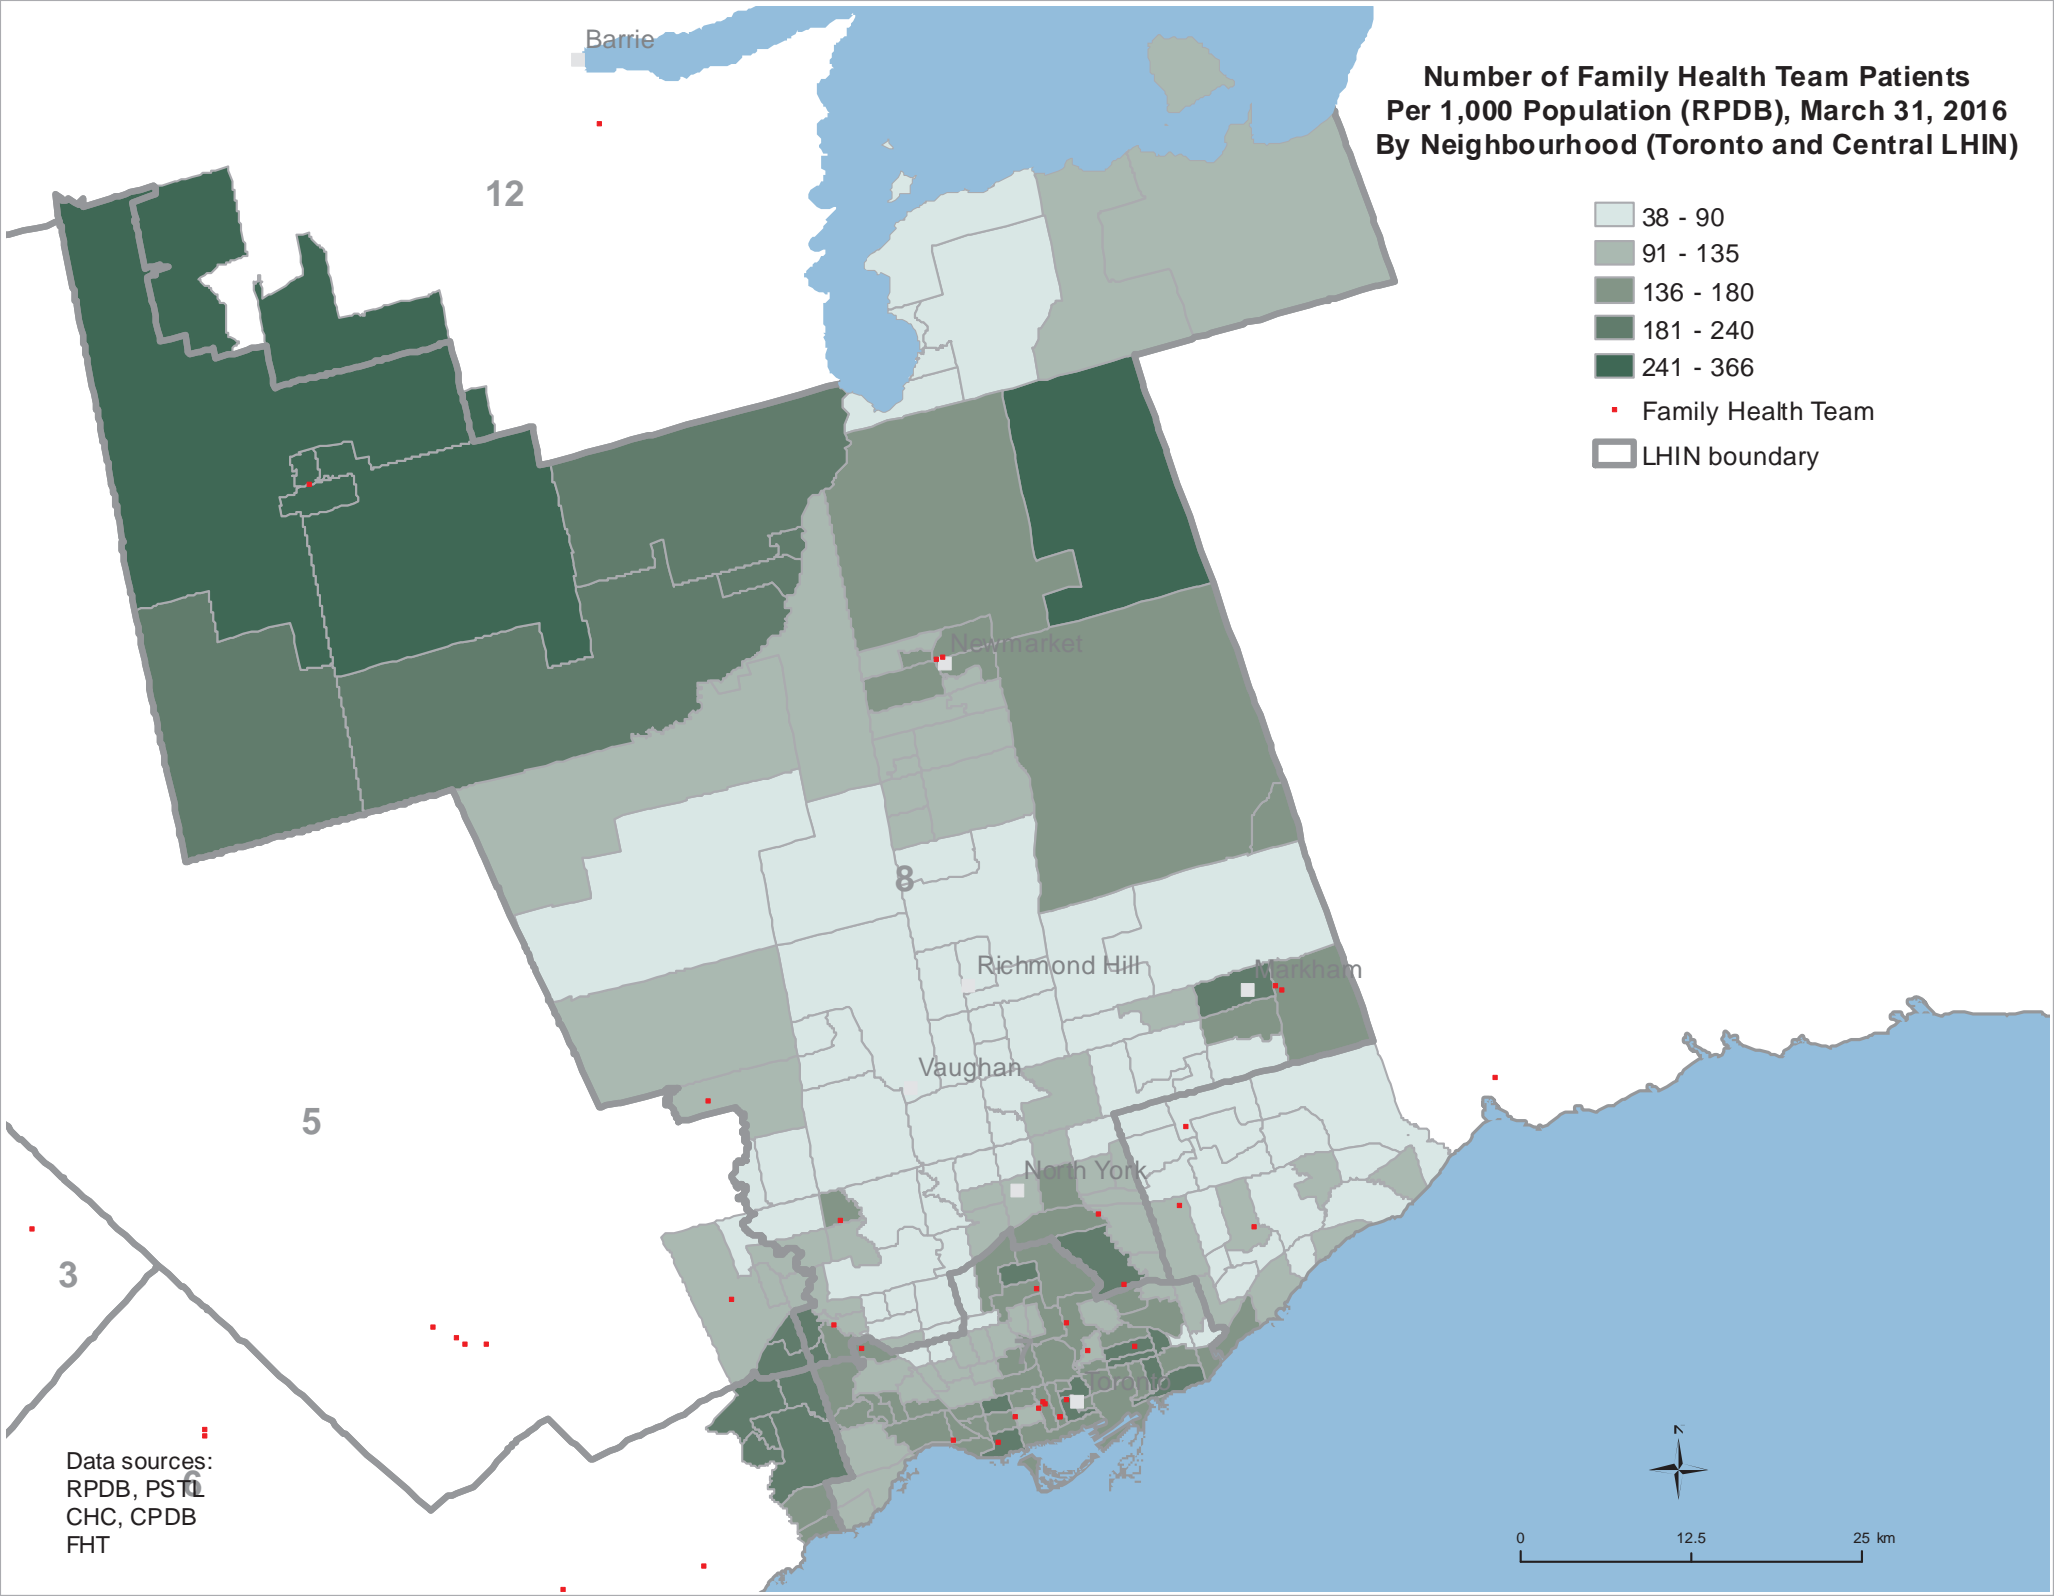 Barrie
Number of Family Health Team Patients
Per 1,000 Population (RPDB), March 31, 2016
By Neighbourhood (Toronto and Central LHIN)
12
38 - 90
91 - 135
136 - 180
181 - 240
241 - 366
Family Health Team
LHIN boundary
Newmarket
8
Richmond Hill
Markham
Vaughan
5
North York
3
Toronto
6
Data sources:
RPDB, PSTL
CHC, CPDB
FHT
N
0 12.5 25 km